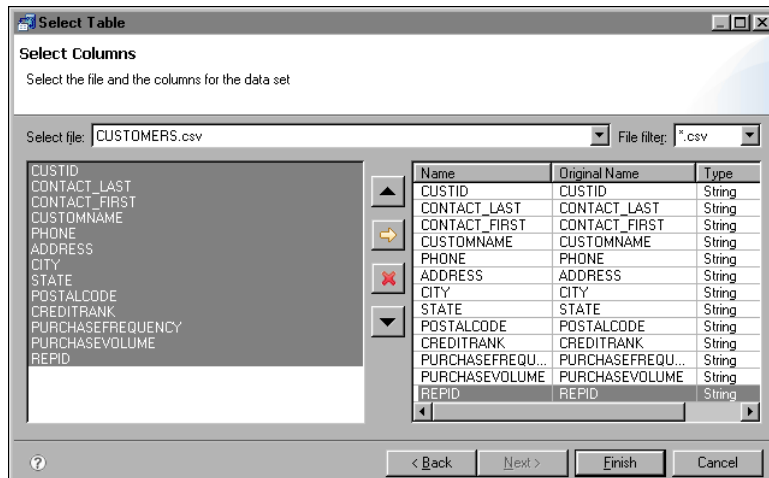 Select Table
Select Columns
Select the file and the columns for the data set
Select file: CUSTOMERS.csv File filter: *.csv
CUSTID
CONTACT_LAST
CONTACT_FIRST
CUSTOMNAME
PHONE
ADDRESS
CITY
STATE
POSTALCODE
CREDITRANK
PURCHASEFREQUENCY
PURCHASEVOLUME
REPID
Name Original Name Type
CUSTID CUSTID String
CONTACT_LAST CONTACT_LAST String
CONTACT_FIRST CONTACT_FIRST String
CUSTOMNAME CUSTOMNAME String
PHONE PHONE String
ADDRESS ADDRESS String
CITY CITY String
STATE STATE String
POSTALCODE POSTALCODE String
CREDITRANK CREDITRANK String
PURCHASEFREQU... PURCHASEFREQU... String
PURCHASEVOLUME PURCHASEVOLUME String
REPID REPID String
? < Back Next > Finish Cancel